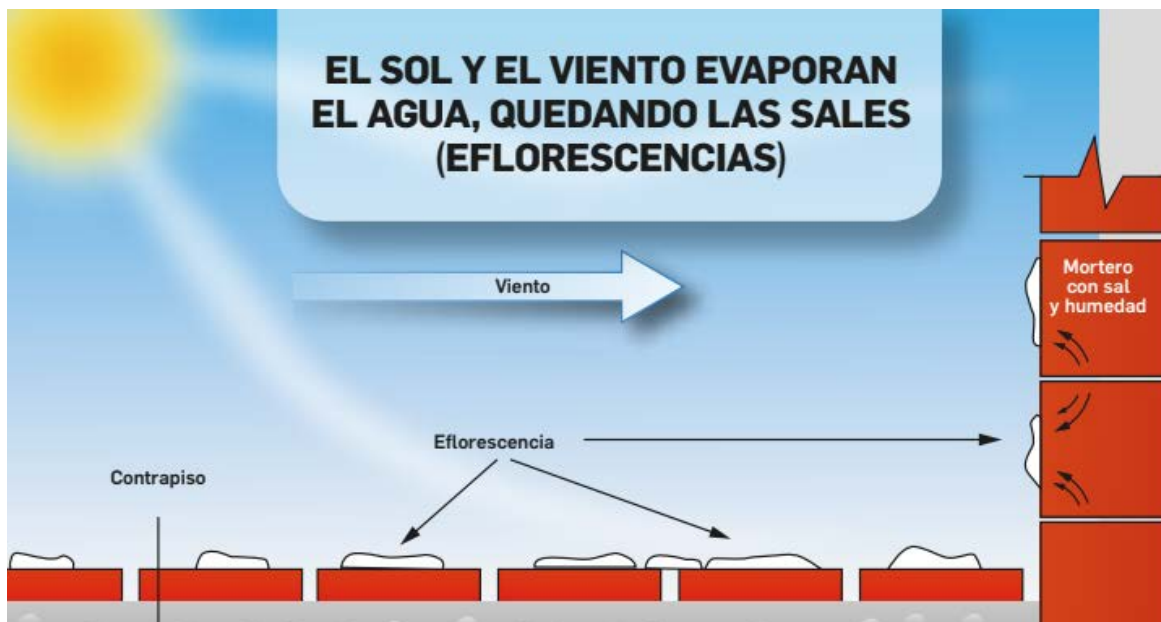 EL SOL Y EL VIENTO EVAPORAN
EL AGUA, QUEDANDO LAS SALES
(EFLORESCENCIAS)
Viento
Mortero
con sal
y humedad
Eflorescencia
Contrapiso